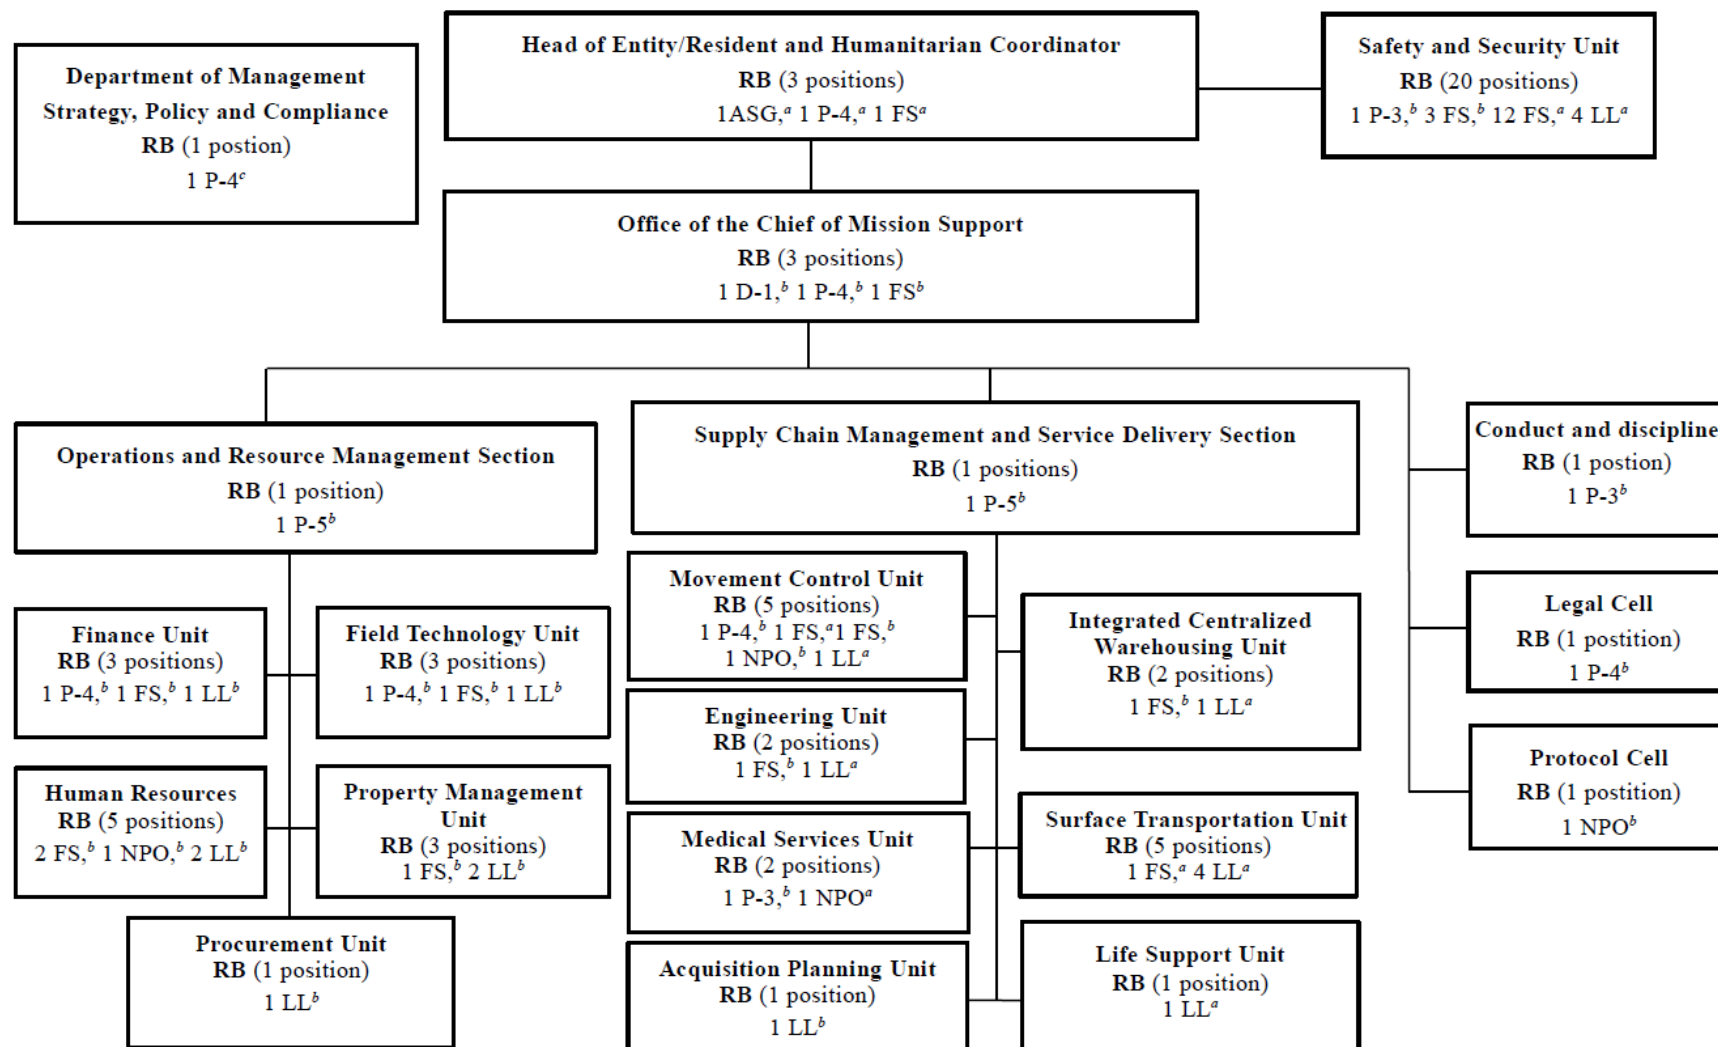 Department of Management
Strategy, Policy and Compliance
RB (1 postion)
1 P-4ᶜ
Head of Entity/Resident and Humanitarian Coordinator
RB (3 positions)
1ASG,ᵃ 1 P-4,ᵃ 1 FSᵃ
Safety and Security Unit
RB (20 positions)
1 P-3,ᵇ 3 FS,ᵇ 12 FS,ᵃ 4 LLᵃ
Office of the Chief of Mission Support
RB (3 positions)
1 D-1,ᵇ 1 P-4,ᵇ 1 FSᵇ
Operations and Resource Management Section
RB (1 position)
1 P-5ᵇ
Supply Chain Management and Service Delivery Section
RB (1 positions)
1 P-5ᵇ
Conduct and discipline
RB (1 postion)
1 P-3ᵇ
Legal Cell
RB (1 postition)
1 P-4ᵇ
Protocol Cell
RB (1 postition)
1 NPOᵇ
Finance Unit
RB (3 positions)
1 P-4,ᵇ 1 FS,ᵇ 1 LLᵇ
Field Technology Unit
RB (3 positions)
1 P-4,ᵇ 1 FS,ᵇ 1 LLᵇ
Human Resources
RB (5 positions)
2 FS,ᵇ 1 NPO,ᵇ 2 LLᵇ
Property Management
Unit
RB (3 positions)
1 FS,ᵇ 2 LLᵇ
Procurement Unit
RB (1 position)
1 LLᵇ
Movement Control Unit
RB (5 positions)
1 P-4,ᵇ 1 FS,ᵃ1 FS,ᵇ
1 NPO,ᵇ 1 LLᵃ
Integrated Centralized
Warehousing Unit
RB (2 positions)
1 FS,ᵇ 1 LLᵃ
Engineering Unit
RB (2 positions)
1 FS,ᵇ 1 LLᵃ
Medical Services Unit
RB (2 positions)
1 P-3,ᵇ 1 NPOᵃ
Surface Transportation Unit
RB (5 positions)
1 FS,ᵃ 4 LLᵃ
Acquisition Planning Unit
RB (1 position)
1 LLᵇ
Life Support Unit
RB (1 position)
1 LLᵃ